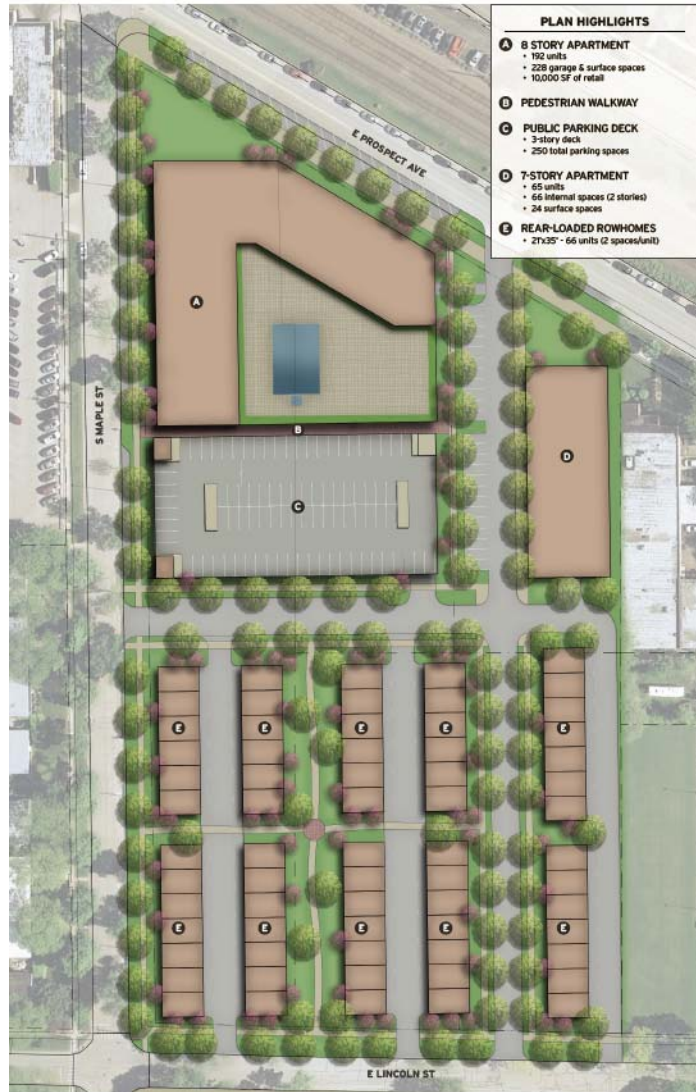 PLAN HIGHLIGHTS
A 8 STORY APARTMENT
• 192 units
• 228 garage & surface spaces
• 10,000 SF of retail
B PEDESTRIAN WALKWAY
C PUBLIC PARKING DECK
• 3-story deck
• 250 total parking spaces
D 7-STORY APARTMENT
• 65 units
• 66 internal spaces (2 stories)
• 24 surface spaces
E REAR-LOADED ROWHOMES
• 21'x35' - 66 units (2 spaces/unit)
E PROSPECT AVE
A
S MAPLE ST
B
D
C
E
E
E
E
E
E
E
E
E
E
E LINCOLN ST